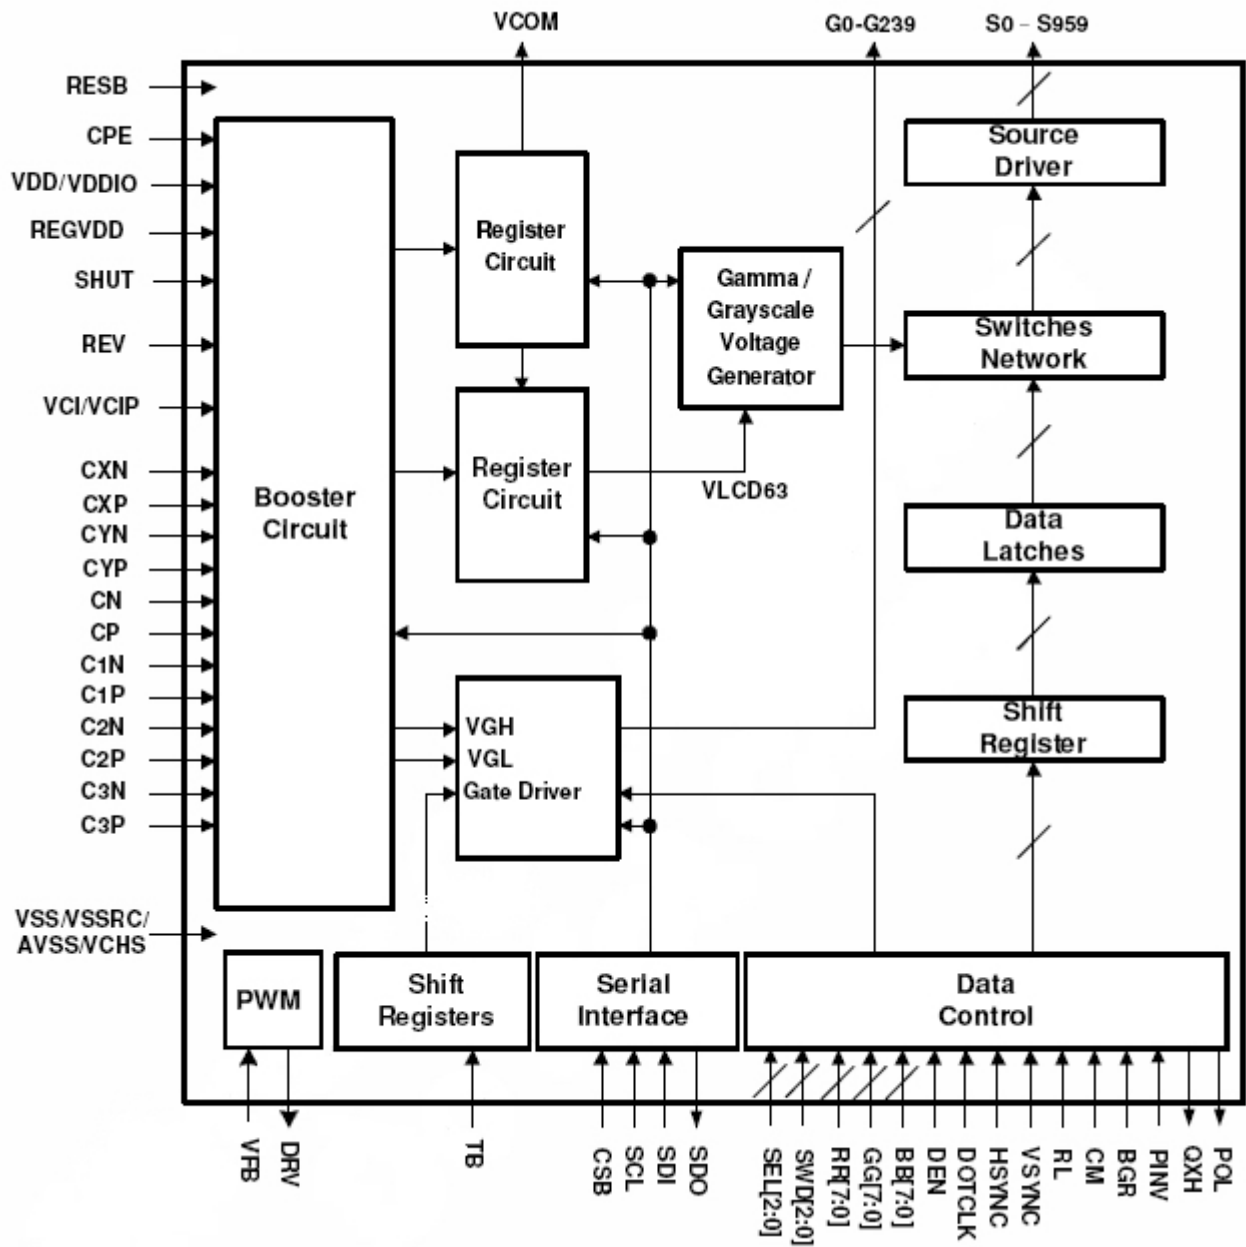 VCOM
G0-G239
S0 - S959
RESB
CPE
VDD/VDDIO
REGVDD
SHUT
REV
VCI/VCIP
CXN
CXP
CYN
CYP
CN
CP
C1N
C1P
C2N
C2P
C3N
C3P
VSS/VSSRC/
AVSS/VCHS
Booster
Circuit
Register
Circuit
Register
Circuit
VGH
VGL
Gate Driver
Gamma /
Grayscale
Voltage
Generator
VLCD63
Source
Driver
Switches
Network
Data
Latches
Shift
Register
PWM
Shift
Registers
Serial
Interface
Data
Control
VFB
DRV
TB
CSB
SCL
SDI
SDO
SEL[2:0]
SWD[2:0]
RR[7:0]
GG[7:0]
BB[7:0]
DEN
DOTCLK
HSYNC
VSYNC
RL
CM
BGR
PINV
QXH
POL